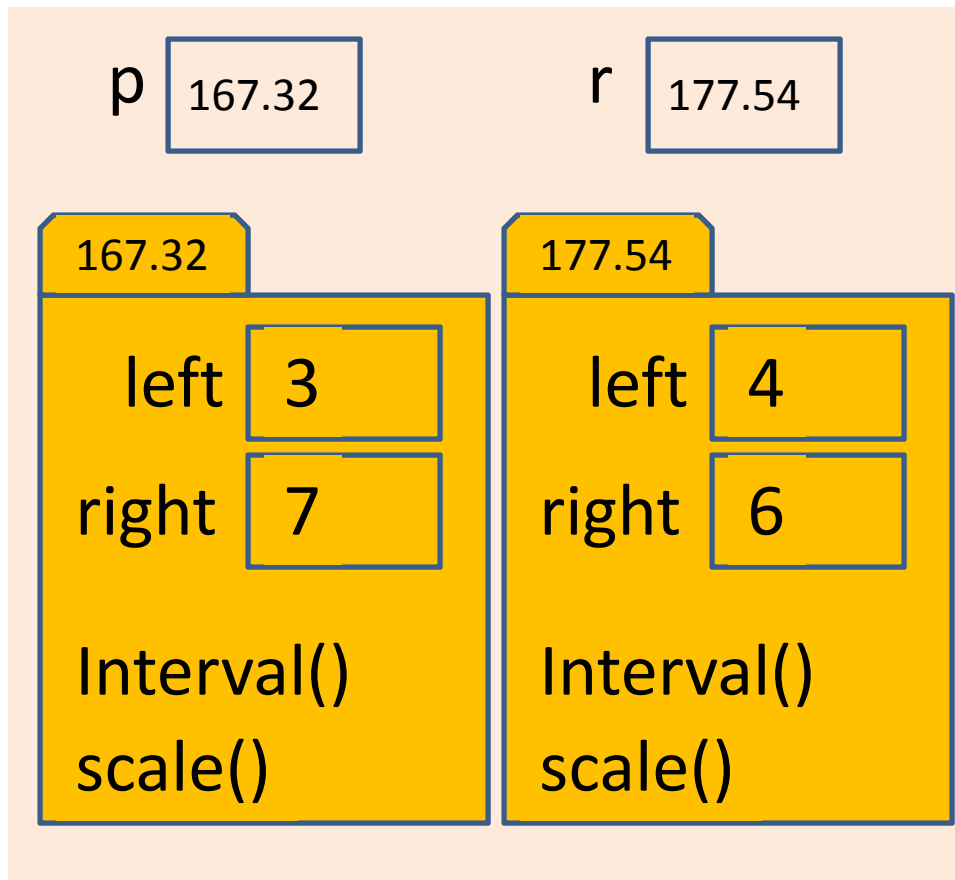 p 167.32 r 177.54
167.32
left 3
right 7
Interval()
scale()
177.54
left 4
right 6
Interval()
scale()